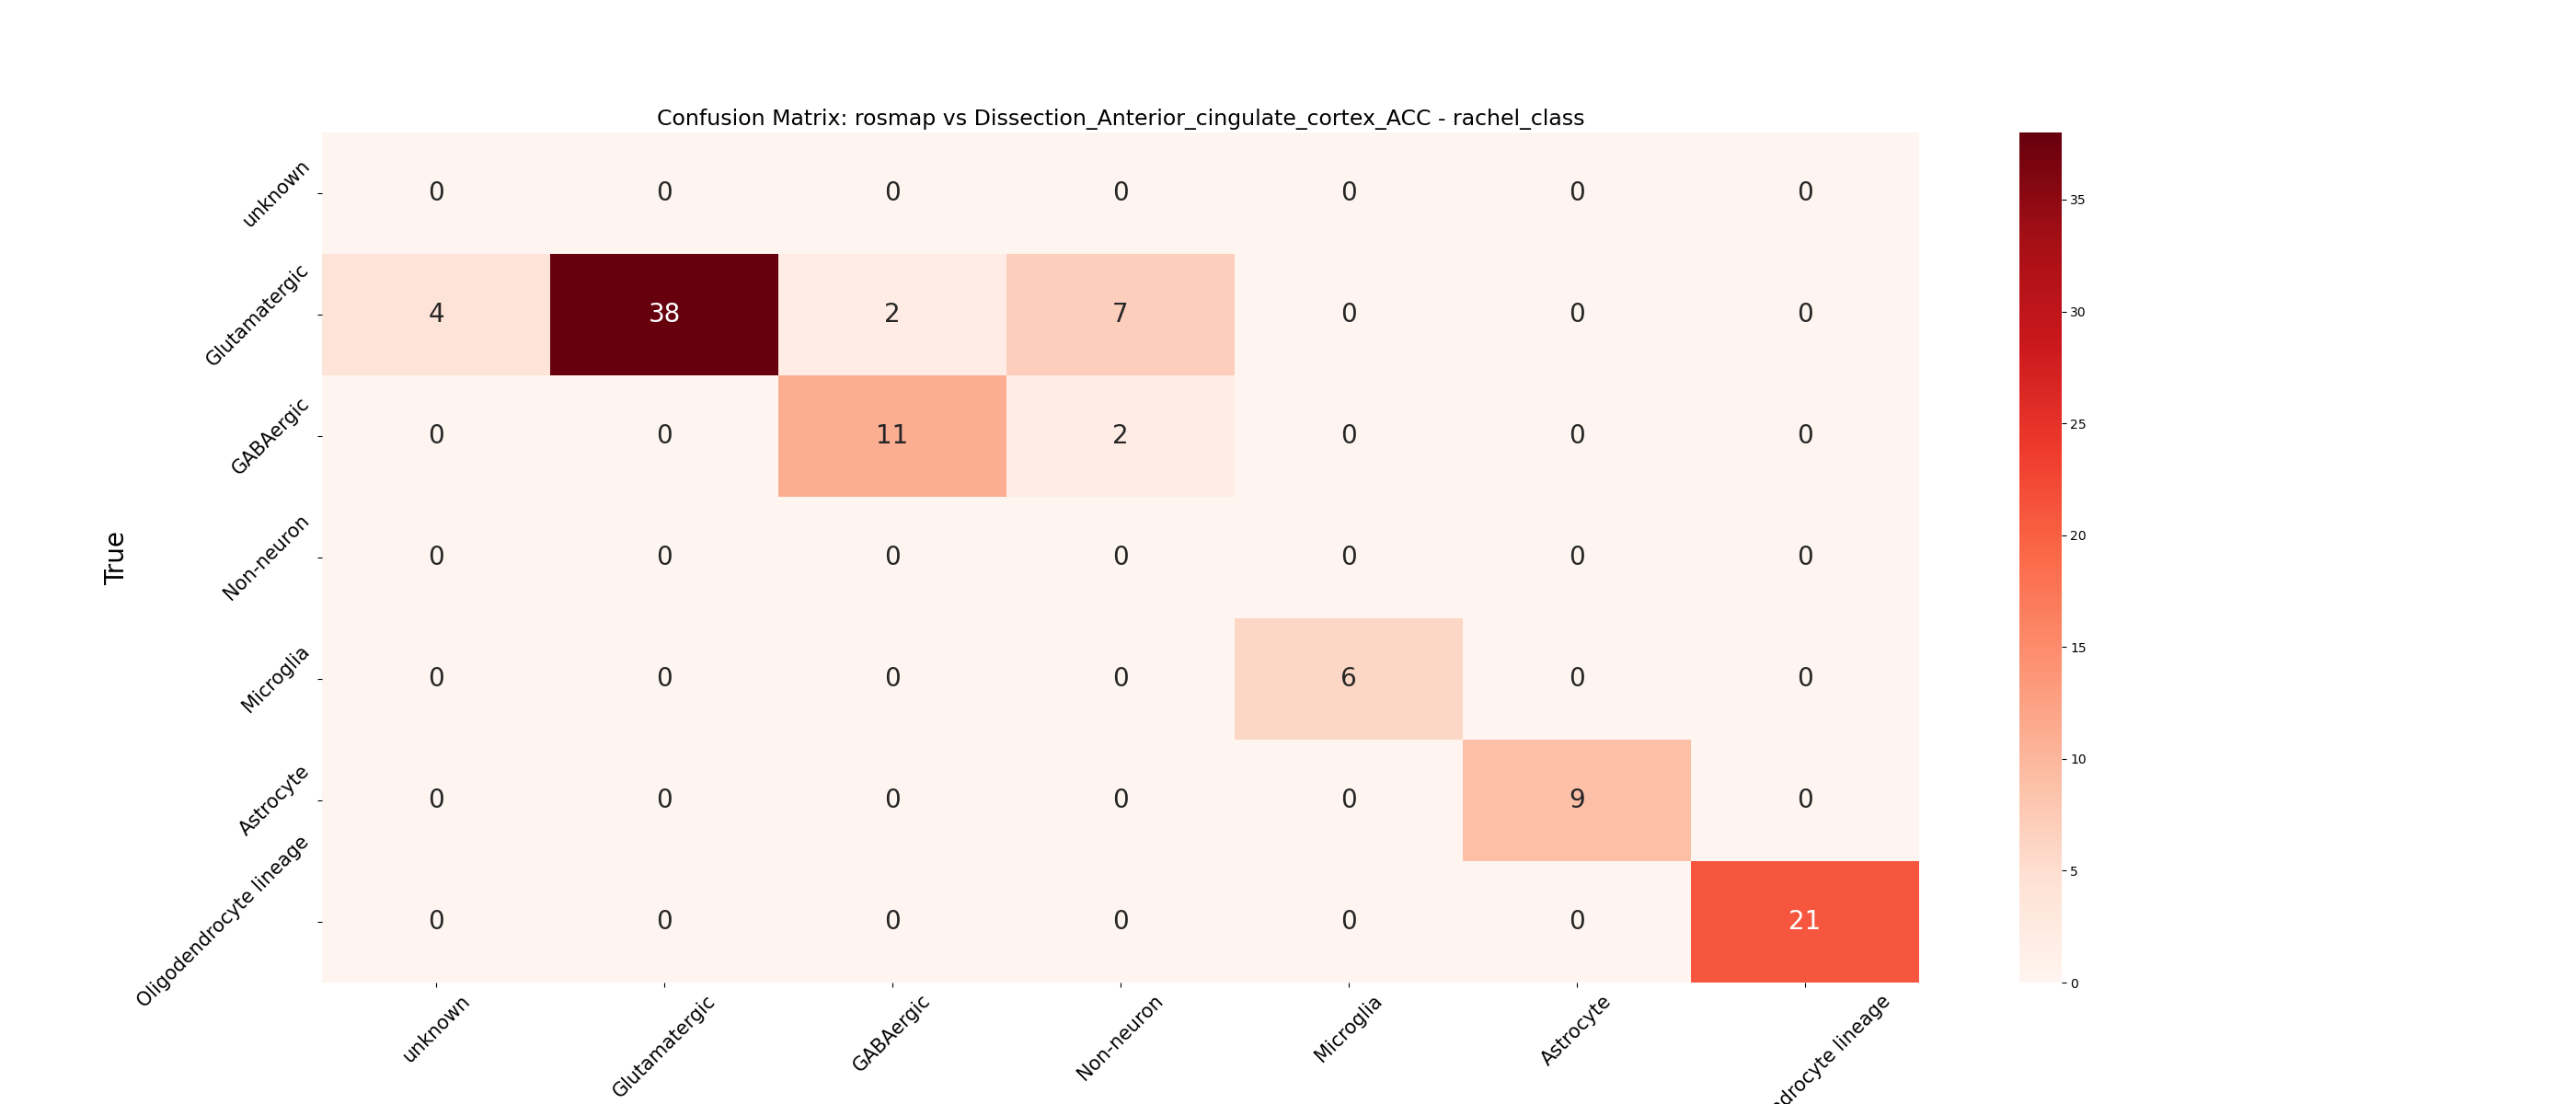 Confusion Matrix: rosmap vs Dissection_Anterior_cingulate_cortex_ACC - rachel_class
True
unknown 0 0 0 0 0 0 0
Glutamatergic 4 38 2 7 0 0 0
GABAergic 0 0 11 2 0 0 0
Non-neuron 0 0 0 0 0 0 0
Microglia 0 0 0 0 6 0 0
Astrocyte 0 0 0 0 0 9 0
Oligodendrocyte lineage 0 0 0 0 0 0 21
unknown Glutamatergic GABAergic Non-neuron Microglia Astrocyte ndrocyte lineage
35
30
25
20
15
10
5
0